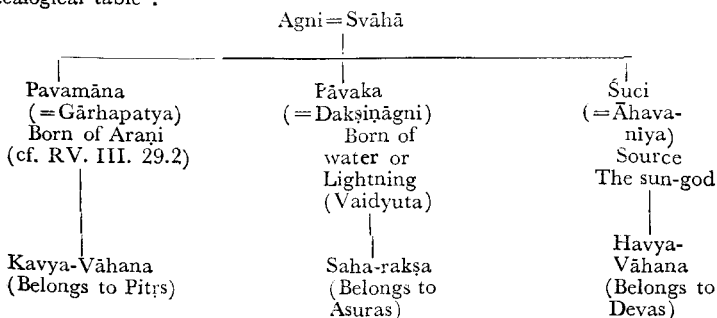 ealogical table :
Agni=Svāhā
Pavamāna
(=Gārhapatya)
Born of Araṇi
(cf. RV. III. 29.2)
Kavya-Vāhana
(Belongs to Pitṛs)
Pāvaka
(=Dakṣiṇāgni)
Born of
water or
Lightning
(Vaidyuta)
Saha-rakṣa
(Belongs to
Asuras)
Śuci
(=Āhava-
niya)
Source
The sun-god
Havya-
Vāhana
(Belongs to
Devas)